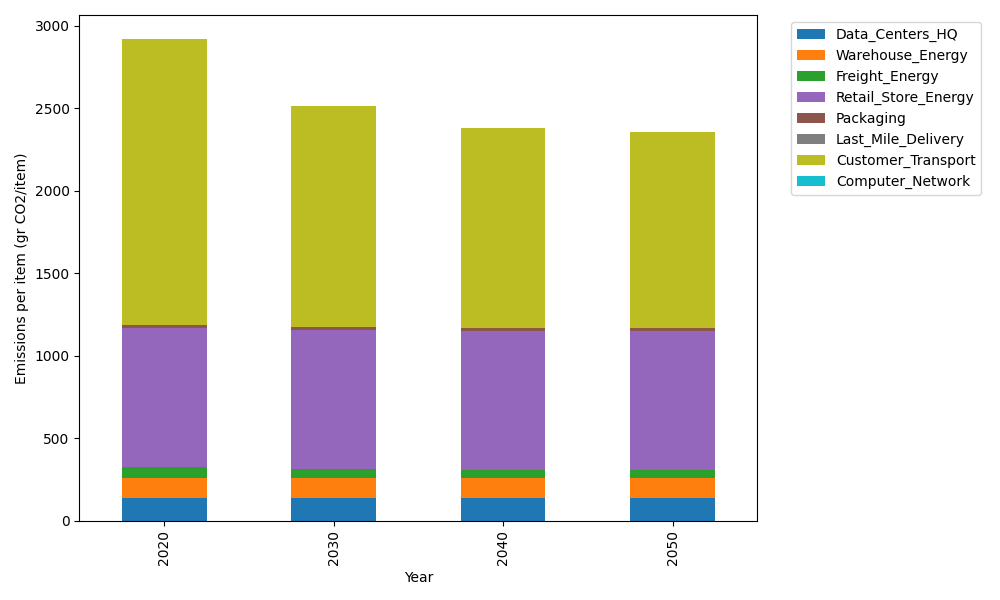 3000
2500
2000
1500
1000
500
0
Emissions per item (gr CO2/item)
2020
2030
2040
2050
Year
Data_Centers_HQ
Warehouse_Energy
Freight_Energy
Retail_Store_Energy
Packaging
Last_Mile_Delivery
Customer_Transport
Computer_Network